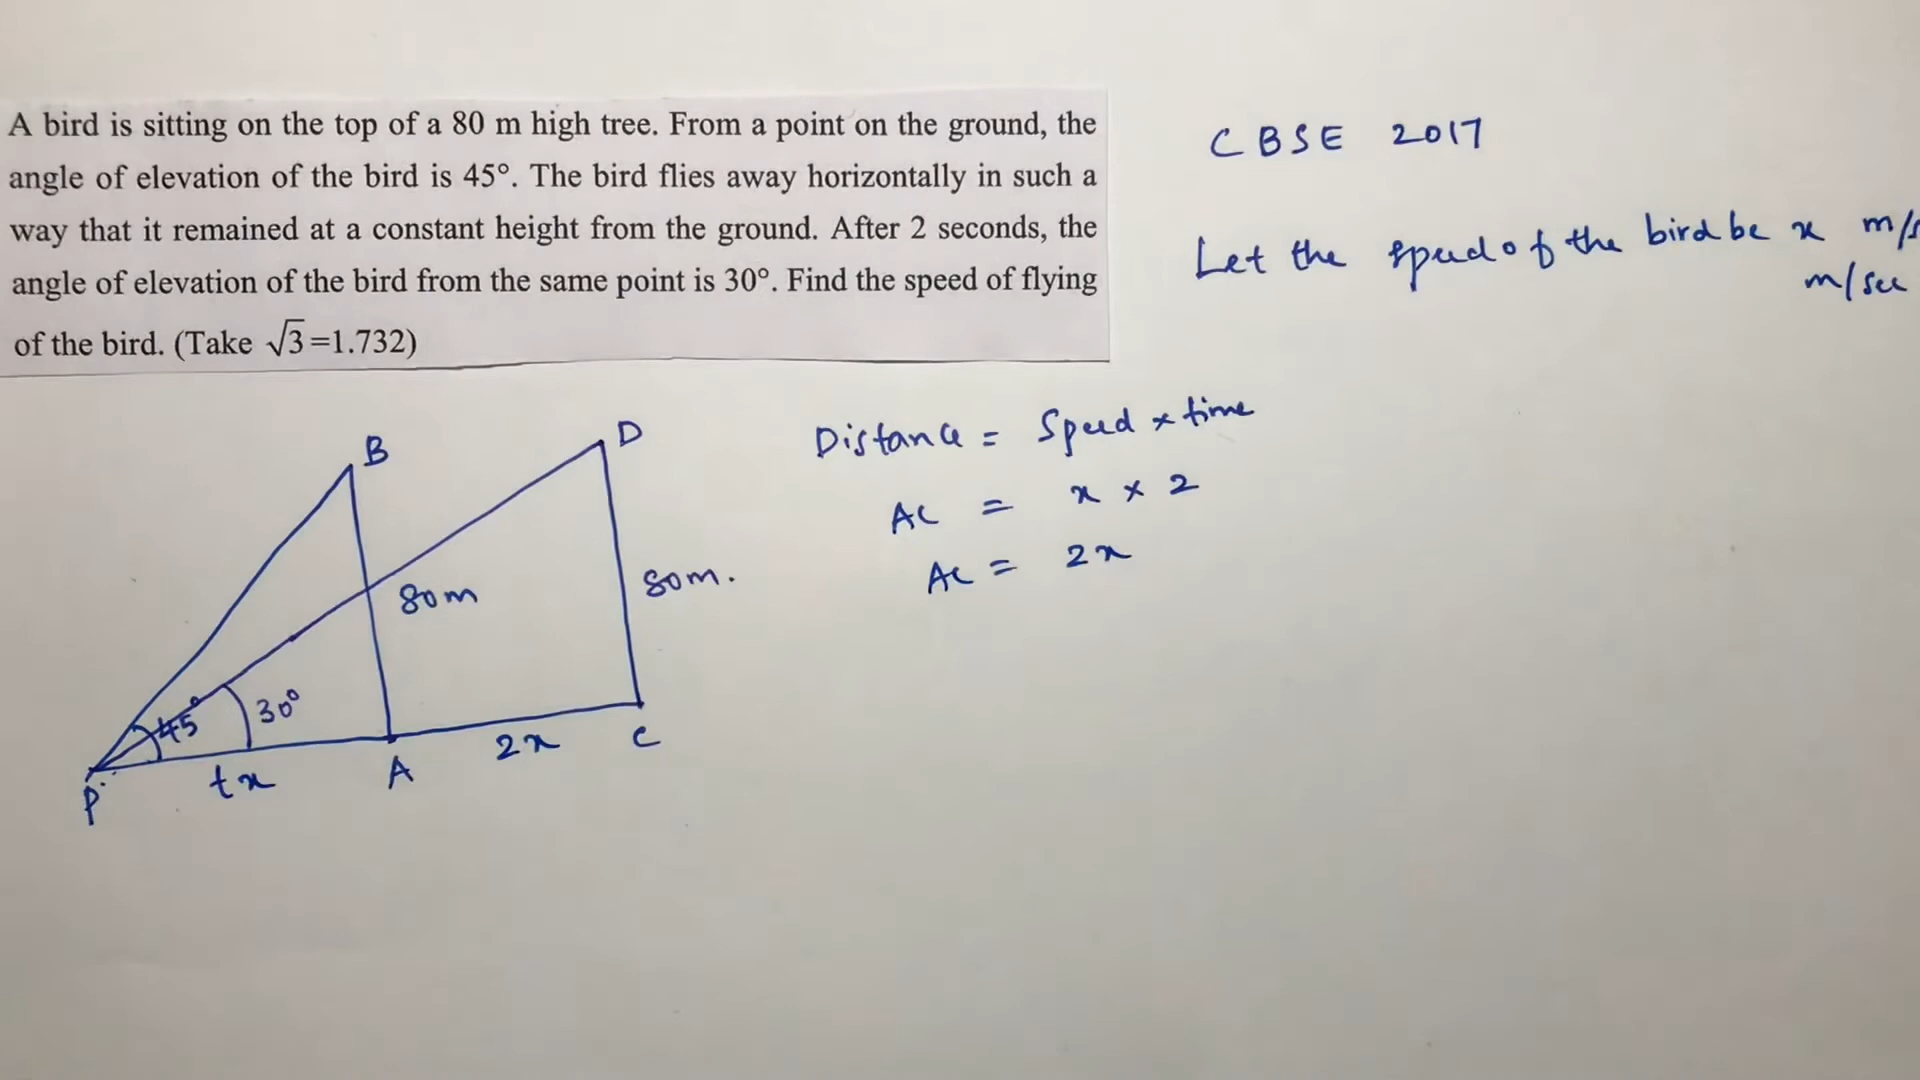 A bird is sitting on the top of a 80 m high tree. From a point on the ground, the
angle of elevation of the bird is 45°. The bird flies away horizontally in such a
way that it remained at a constant height from the ground. After 2 seconds, the
angle of elevation of the bird from the same point is 30°. Find the speed of flying
of the bird. (Take √3=1.732)
CBSE 2017
Let the speed of the bird be x m/s
m/sec
B
D
80m
80m.
45°
30°
P
tx
A
2x
C
Distance = Speed × time
AC = x × 2
AC = 2x